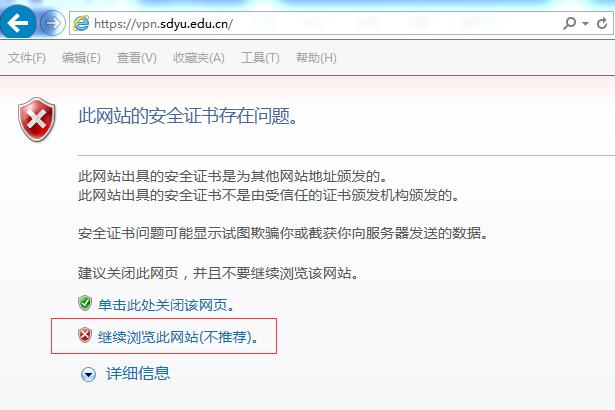 https://vpn.sdyu.edu.cn/
文件(F) 编辑(E) 查看(V) 收藏夹(A) 工具(T) 帮助(H)
此网站的安全证书存在问题。
此网站出具的安全证书是为其他网站地址颁发的。
此网站出具的安全证书不是由受信任的证书颁发机构颁发的。
安全证书问题可能显示试图欺骗你或截获你向服务器发送的数据。
建议关闭此网页，并且不要继续浏览该网站。
单击此处关闭该网页。
继续浏览此网站(不推荐)。
详细信息